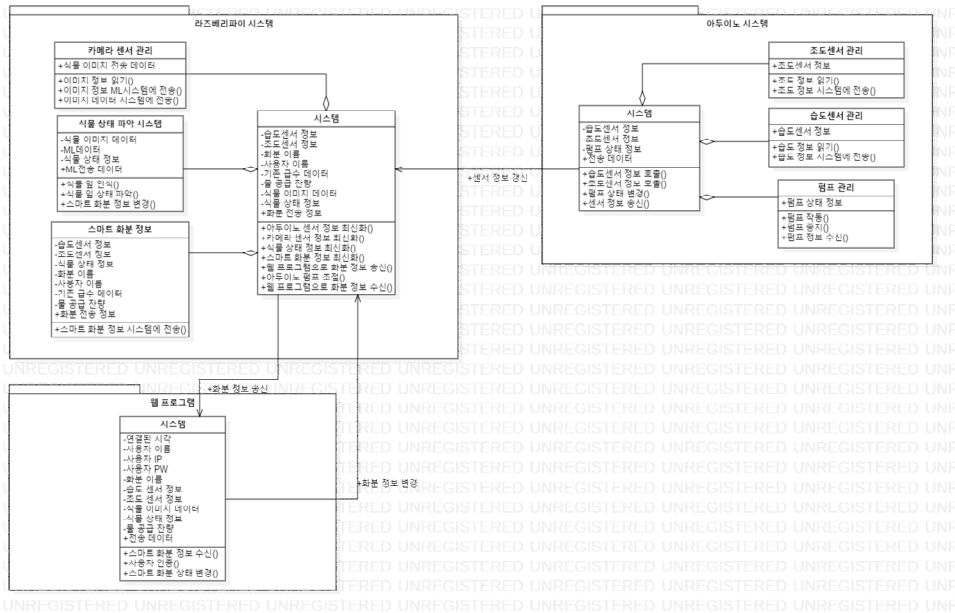 라즈베리파이 시스템
카메라 센서 관리
+식물 이미지 전송 데이터
+이미지 정보 읽기()
+이미지 정보 ML시스템에 전송()
+이미지 데이터 시스템에 전송()
식물 상태 파악 시스템
-식물 이미지 데이터
-ML데이터
-식물 상태 정보
+ML전송 데이터
+식물 잎 인식()
+식물 잎 상태 파악()
+스마트 화분 정보 변경()
스마트 화분 정보
-습도센서 정보
-조도센서 정보
-식물 상태 정보
-화분 이름
-사용자 이름
-기존 급수 데이터
-물 공급 잔량
+화분 전송 정보
+스마트 화분 정보 시스템에 전송()
시스템
-습도센서 정보
-조도센서 정보
-화분 이름
-사용자 이름
-기존 급수 데이터
-물 공급 잔량
-식물 이미지 데이터
-식물 상태 정보
+화분 전송 정보
+아두이노 센서 정보 최신화()
+카메라 센서 정보 최신화()
+식물 상태 정보 최신화()
+스마트 화분 정보 최신화()
+웹 프로그램으로 화분 정보 송신()
+아두이노 펌프 조절()
+웹 프로그램으로 화분 정보 수신()
+센서 정보 갱신
아두이노 시스템
시스템
-습도센서 정보
-조도센서 정보
-펌프 상태 정보
+전송 데이터
+습도센서 정보 호출()
+조도센서 정보 호출()
+펌프 상태 변경()
+센서 정보 송신()
조도센서 관리
+조도센서 정보
+조도 정보 읽기()
+조도 정보 시스템에 전송()
습도센서 관리
+습도센서 정보
+습도 정보 읽기()
+습도 정보 시스템에 전송()
펌프 관리
+펌프 상태 정보
+펌프 작동()
+펌프 중지()
+펌프 정보 수신()
+화분 정보 송신
웹 프로그램
시스템
-연결된 시각
-사용자 이름
-사용자 IP
-사용자 PW
-화분 이름
-습도 센서 정보
-조도 센서 정보
-식물 이미지 데이터
-식물 상태 정보
-물 공급 잔량
+전송 데이터
+스마트 화분 정보 수신()
+사용자 인증()
+스마트 화분 상태 변경()
+화분 정보 변경
UNREGISTERED UNREGISTERED UNREGISTERED UNREGISTERED UNREGISTERED UNREGISTERED UNREGISTERED